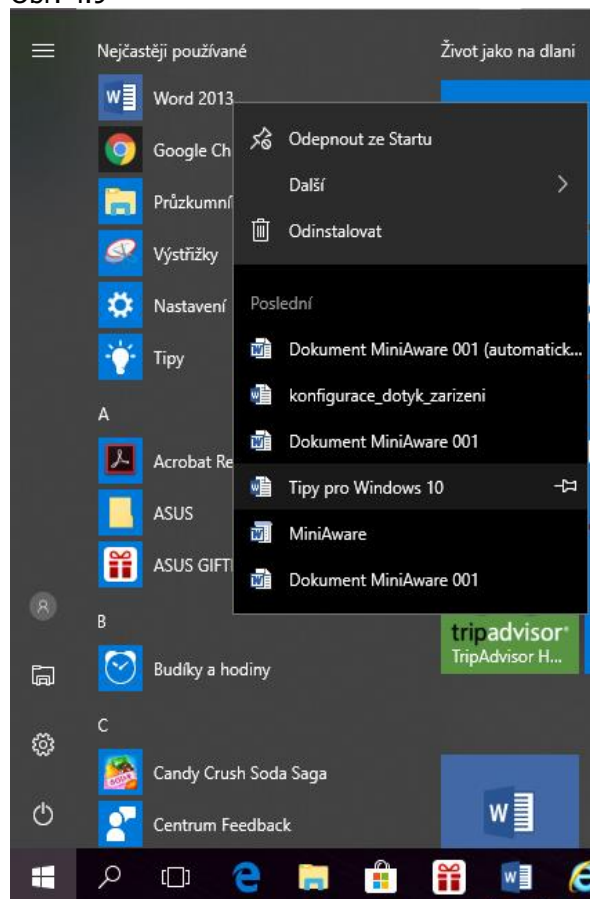 Nejčastěji používané
Život jako na dlani
Word 2013
Google Ch
Průzkumní
Výstřižky
Nastavení
Tipy
A
Acrobat Re
ASUS
ASUS GIFT
B
Budíky a hodiny
C
Candy Crush Soda Saga
Centrum Feedback
Odepnout ze Startu
Další
Odinstalovat
Poslední
Dokument MiniAware 001 (automatick...
konfigurace_dotyk_zarizeni
Dokument MiniAware 001
Tipy pro Windows 10
MiniAware
Dokument MiniAware 001
tripadvisor®
TripAdvisor H...